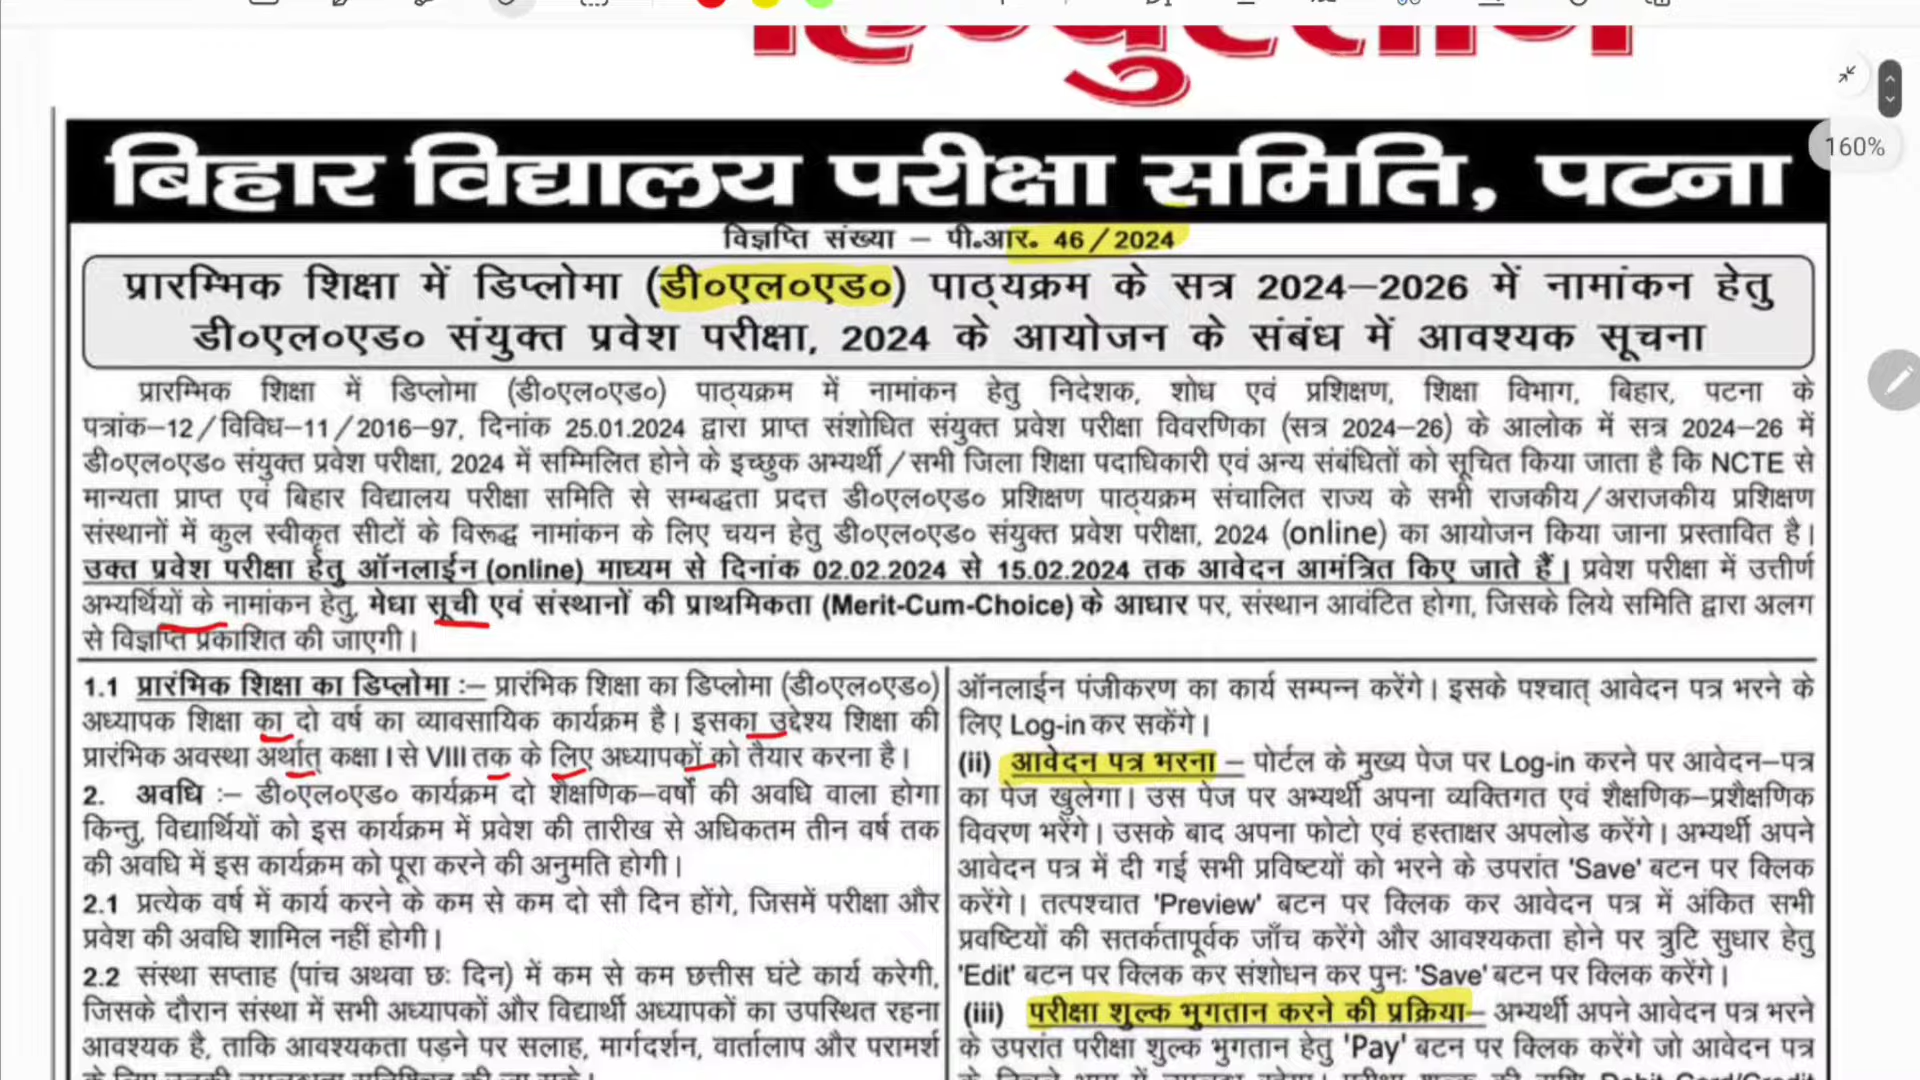 160%
बिहार विद्यालय परीक्षा समिति, पटना
विज्ञप्ति संख्या – पी.आर. 46/2024
प्रारम्भिक शिक्षा में डिप्लोमा (डी०एल०एड०) पाठ्यक्रम के सत्र 2024–2026 में नामांकन हेतु
डी०एल०एड० संयुक्त प्रवेश परीक्षा, 2024 के आयोजन के संबंध में आवश्यक सूचना
प्रारम्भिक शिक्षा में डिप्लोमा (डी०एल०एड०) पाठ्यक्रम में नामांकन हेतु निदेशक, शोध एवं प्रशिक्षण, शिक्षा विभाग, बिहार, पटना के
पत्रांक–12/विविध–11/2016–97, दिनांक 25.01.2024 द्वारा प्राप्त संशोधित संयुक्त प्रवेश परीक्षा विवरणिका (सत्र 2024–26) के आलोक में सत्र 2024–26 में
डी०एल०एड० संयुक्त प्रवेश परीक्षा, 2024 में सम्मिलित होने के इच्छुक अभ्यर्थी/सभी जिला शिक्षा पदाधिकारी एवं अन्य संबंधितों को सूचित किया जाता है कि NCTE से
मान्यता प्राप्त एवं बिहार विद्यालय परीक्षा समिति से सम्बद्धता प्रदत्त डी०एल०एड० प्रशिक्षण पाठ्यक्रम संचालित राज्य के सभी राजकीय/अराजकीय प्रशिक्षण
संस्थानों में कुल स्वीकृत सीटों के विरूद्ध नामांकन के लिए चयन हेतु डी०एल०एड० संयुक्त प्रवेश परीक्षा, 2024 (online) का आयोजन किया जाना प्रस्तावित है।
उक्त प्रवेश परीक्षा हेतु ऑनलाईन (online) माध्यम से दिनांक 02.02.2024 से 15.02.2024 तक आवेदन आमंत्रित किए जाते हैं। प्रवेश परीक्षा में उत्तीर्ण
अभ्यर्थियों के नामांकन हेतु, मेधा सूची एवं संस्थानों की प्राथमिकता (Merit-Cum-Choice) के आधार पर, संस्थान आवंटित होगा, जिसके लिये समिति द्वारा अलग
से विज्ञप्ति प्रकाशित की जाएगी।
1.1 प्रारंभिक शिक्षा का डिप्लोमा :– प्रारंभिक शिक्षा का डिप्लोमा (डी०एल०एड०)
अध्यापक शिक्षा का दो वर्ष का व्यावसायिक कार्यक्रम है। इसका उद्देश्य शिक्षा की
प्रारंभिक अवस्था अर्थात् कक्षा I से VIII तक के लिए अध्यापकों को तैयार करना है।
2. अवधि :– डी०एल०एड० कार्यक्रम दो शैक्षणिक–वर्षों की अवधि वाला होगा
किन्तु, विद्यार्थियों को इस कार्यक्रम में प्रवेश की तारीख से अधिकतम तीन वर्ष तक
की अवधि में इस कार्यक्रम को पूरा करने की अनुमति होगी।
2.1 प्रत्येक वर्ष में कार्य करने के कम से कम दो सौ दिन होंगे, जिसमें परीक्षा और
प्रवेश की अवधि शामिल नहीं होगी।
2.2 संस्था सप्ताह (पांच अथवा छः दिन) में कम से कम छत्तीस घंटे कार्य करेगी,
जिसके दौरान संस्था में सभी अध्यापकों और विद्यार्थी अध्यापकों का उपस्थित रहना
आवश्यक है, ताकि आवश्यकता पड़ने पर सलाह, मार्गदर्शन, वार्तालाप और परामर्श
ऑनलाईन पंजीकरण का कार्य सम्पन्न करेंगे। इसके पश्चात् आवेदन पत्र भरने के
लिए Log-in कर सकेंगे।
(ii) आवेदन पत्र भरना – पोर्टल के मुख्य पेज पर Log-in करने पर आवेदन–पत्र
का पेज खुलेगा। उस पेज पर अभ्यर्थी अपना व्यक्तिगत एवं शैक्षणिक–प्रशैक्षणिक
विवरण भरेंगे। उसके बाद अपना फोटो एवं हस्ताक्षर अपलोड करेंगे। अभ्यर्थी अपने
आवेदन पत्र में दी गई सभी प्रविष्टयों को भरने के उपरांत 'Save' बटन पर क्लिक
करेंगे। तत्पश्चात 'Preview' बटन पर क्लिक कर आवेदन पत्र में अंकित सभी
प्रवष्टियों की सतर्कतापूर्वक जाँच करेंगे और आवश्यकता होने पर त्रुटि सुधार हेतु
'Edit' बटन पर क्लिक कर संशोधन कर पुनः 'Save' बटन पर क्लिक करेंगे।
(iii) परीक्षा शुल्क भुगतान करने की प्रक्रिया– अभ्यर्थी अपने आवेदन पत्र भरने
के उपरांत परीक्षा शुल्क भुगतान हेतु 'Pay' बटन पर क्लिक करेंगे जो आवेदन पत्र